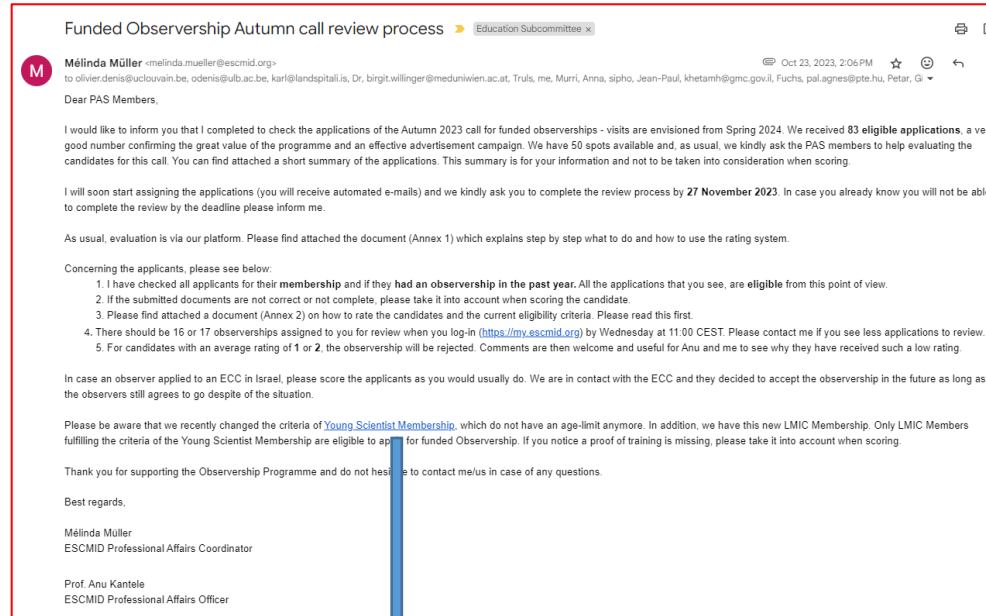 Funded Observership Autumn call review process
Education Subcommittee ×
M
Mélinda Müller <melinda.mueller@escmid.org>
Oct 23, 2023, 2:06 PM
to olivier.denis@uclouvain.be, odenis@ulb.ac.be, karl@landspitali.is, Dr, birgit.willinger@meduniwien.ac.at, Truls, me, Murri, Anna, sipho, Jean-Paul, khetamh@gmc.gov.il, Fuchs, pal.agnes@pte.hu, Petar,
Dear PAS Members,
I would like to inform you that I completed to check the applications of the Autumn 2023 call for funded observerships - visits are envisioned from Spring 2024. We received 83 eligible applications, a
good number confirming the great value of the programme and an effective advertisement campaign. We have 50 spots available and, as usual, we kindly ask the PAS members to help evaluating the
candidates for this call. You can find attached a short summary of the applications. This summary is for your information and not to be taken into consideration when scoring.
I will soon start assigning the applications (you will receive automated e-mails) and we kindly ask you to complete the review process by 27 November 2023. In case you already know you will not be
to complete the review by the deadline please inform me.
As usual, evaluation is via our platform. Please find attached the document (Annex 1) which explains step by step what to do and how to use the rating system.
Concerning the applicants, please see below:
1. I have checked all applicants for their membership and if they had an observership in the past year. All the applications that you see, are eligible from this point of view.
2. If the submitted documents are not correct or not complete, please take it into account when scoring the candidate.
3. Please find attached a document (Annex 2) on how to rate the candidates and the current eligibility criteria. Please read this first.
4. There should be 16 or 17 observerships assigned to you for review when you log-in (https://my.escmid.org) by Wednesday at 11:00 CEST. Please contact me if you see less applications to review.
5. For candidates with an average rating of 1 or 2, the observership will be rejected. Comments are then welcome and useful for Anu and me to see why they have received such a low rating.
In case an observer applied to an ECC in Israel, please score the applicants as you would usually do. We are in contact with the ECC and they decided to accept the observership in the future as long as
the observers still agrees to go despite of the situation.
Please be aware that we recently changed the criteria of Young Scientist Membership, which do not have an age-limit anymore. In addition, we have this new LMIC Membership. Only LMIC Members
fulfilling the criteria of the Young Scientist Membership are eligible to for funded Observership. If you notice a proof of training is missing, please take it into account when scoring.
Thank you for supporting the Observership Programme and do not to contact me/us in case of any questions.
Best regards,
Mélinda Müller
ESCMID Professional Affairs Coordinator
Prof. Anu Kantele
ESCMID Professional Affairs Officer